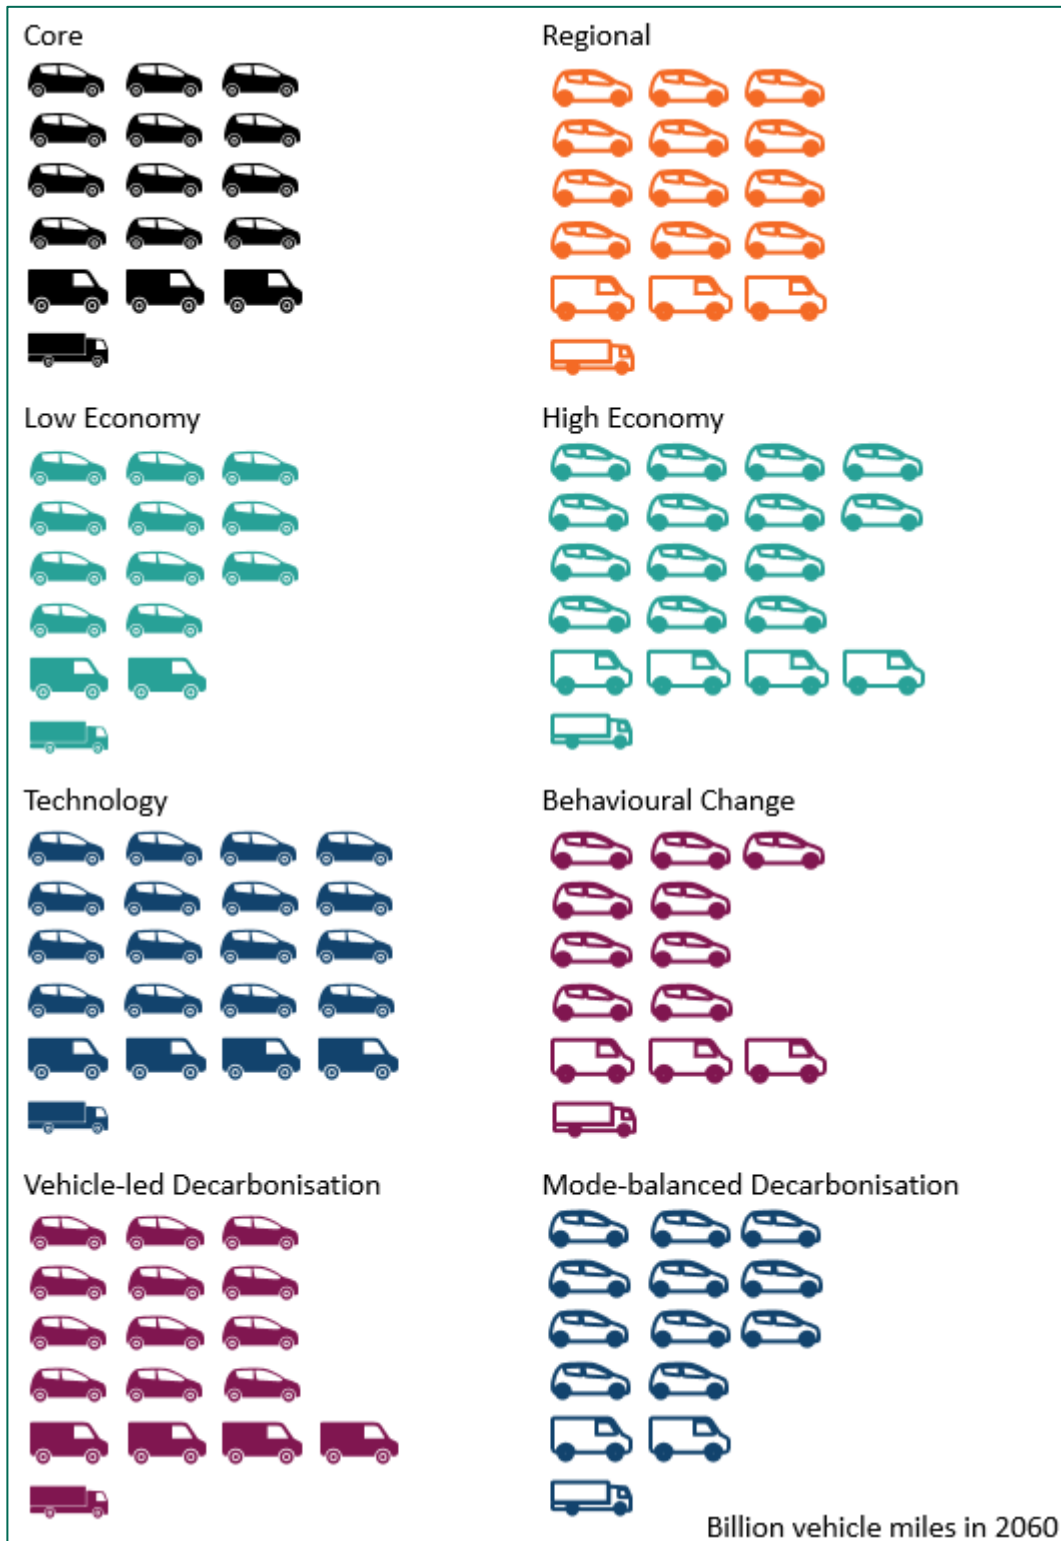 Core
Regional
Low Economy
High Economy
Technology
Behavioural Change
Vehicle-led Decarbonisation
Mode-balanced Decarbonisation
Billion vehicle miles in 2060